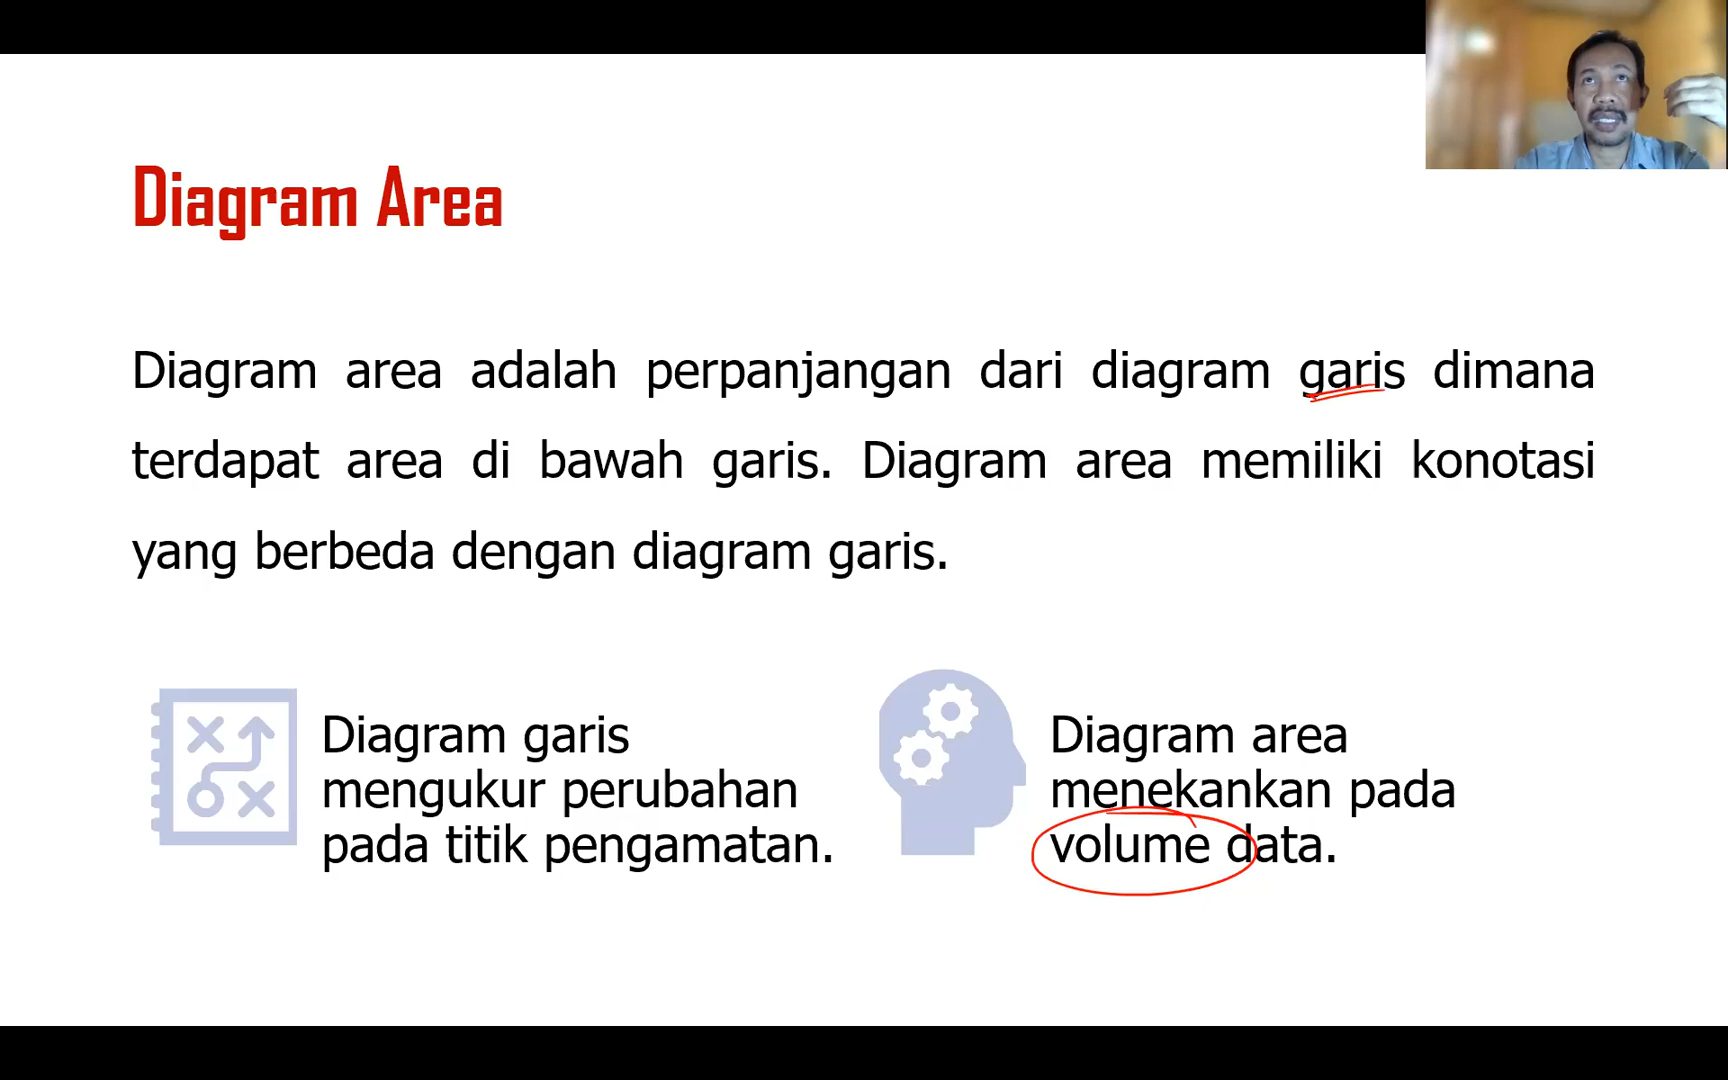 Diagram Area
Diagram area adalah perpanjangan dari diagram garis dimana
terdapat area di bawah garis. Diagram area memiliki konotasi
yang berbeda dengan diagram garis.
Diagram garis
mengukur perubahan
pada titik pengamatan.
Diagram area
menekankan pada
volume data.